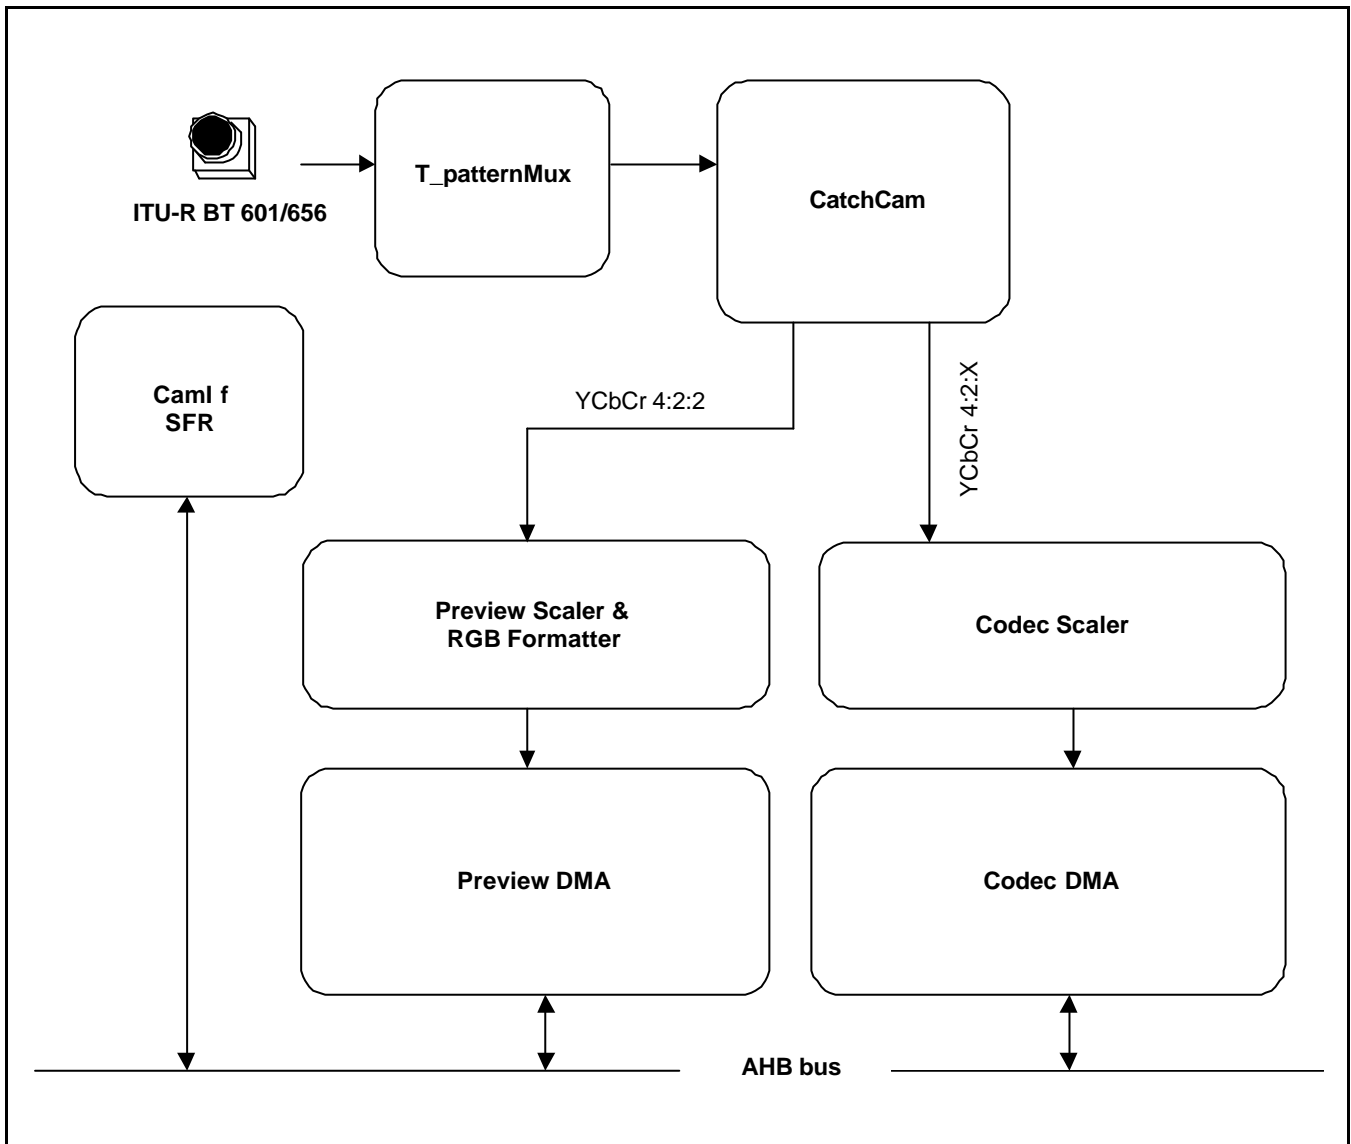 T_patternMux
CatchCam
ITU-R BT 601/656
CamI f
SFR
YCbCr 4:2:2
YCbCr 4:2:X
Preview Scaler &
RGB Formatter
Codec Scaler
Preview DMA
Codec DMA
AHB bus